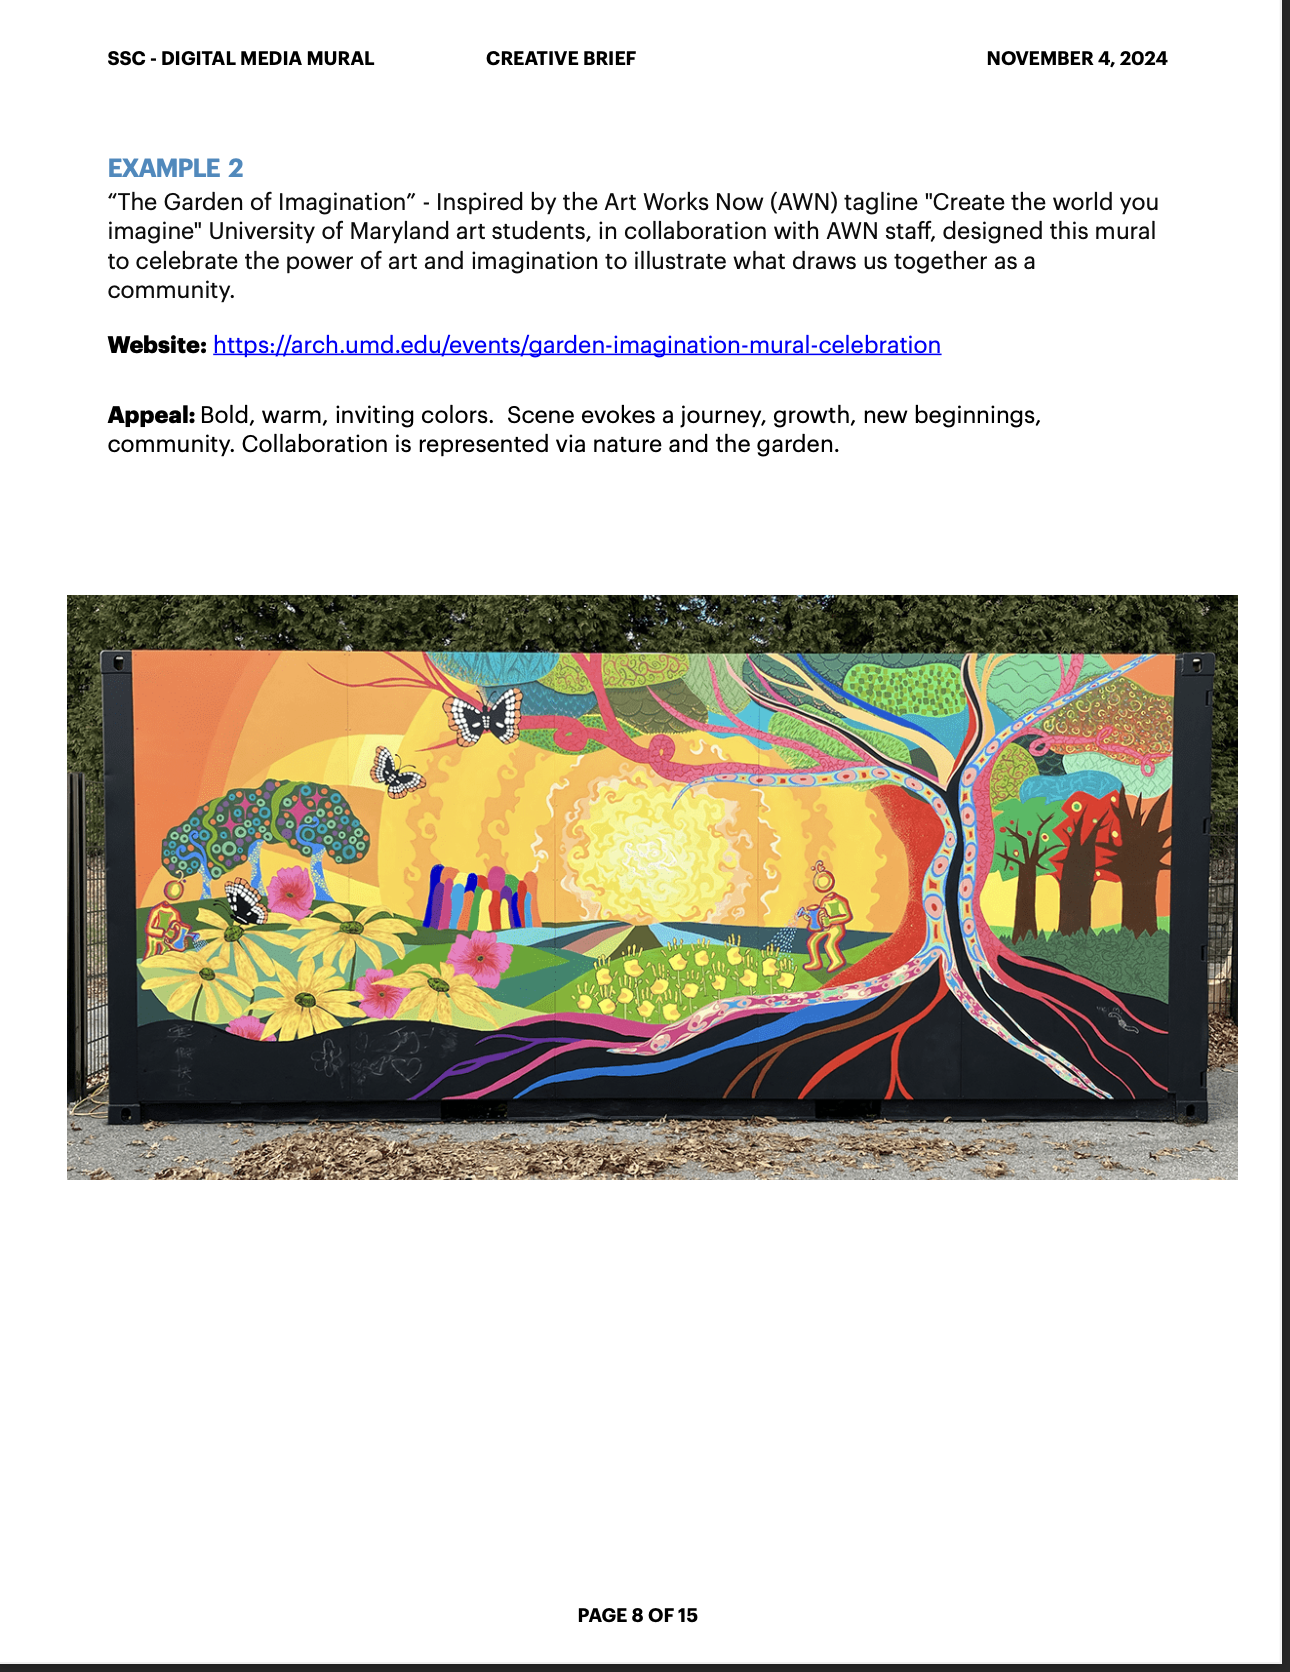 SSC - DIGITAL MEDIA MURAL CREATIVE BRIEF NOVEMBER 4, 2024
EXAMPLE 2
“The Garden of Imagination” - Inspired by the Art Works Now (AWN) tagline "Create the world you
imagine" University of Maryland art students, in collaboration with AWN staff, designed this mural
to celebrate the power of art and imagination to illustrate what draws us together as a
community.
Website: https://arch.umd.edu/events/garden-imagination-mural-celebration
Appeal: Bold, warm, inviting colors.  Scene evokes a journey, growth, new beginnings,
community. Collaboration is represented via nature and the garden.
PAGE 8 OF 15